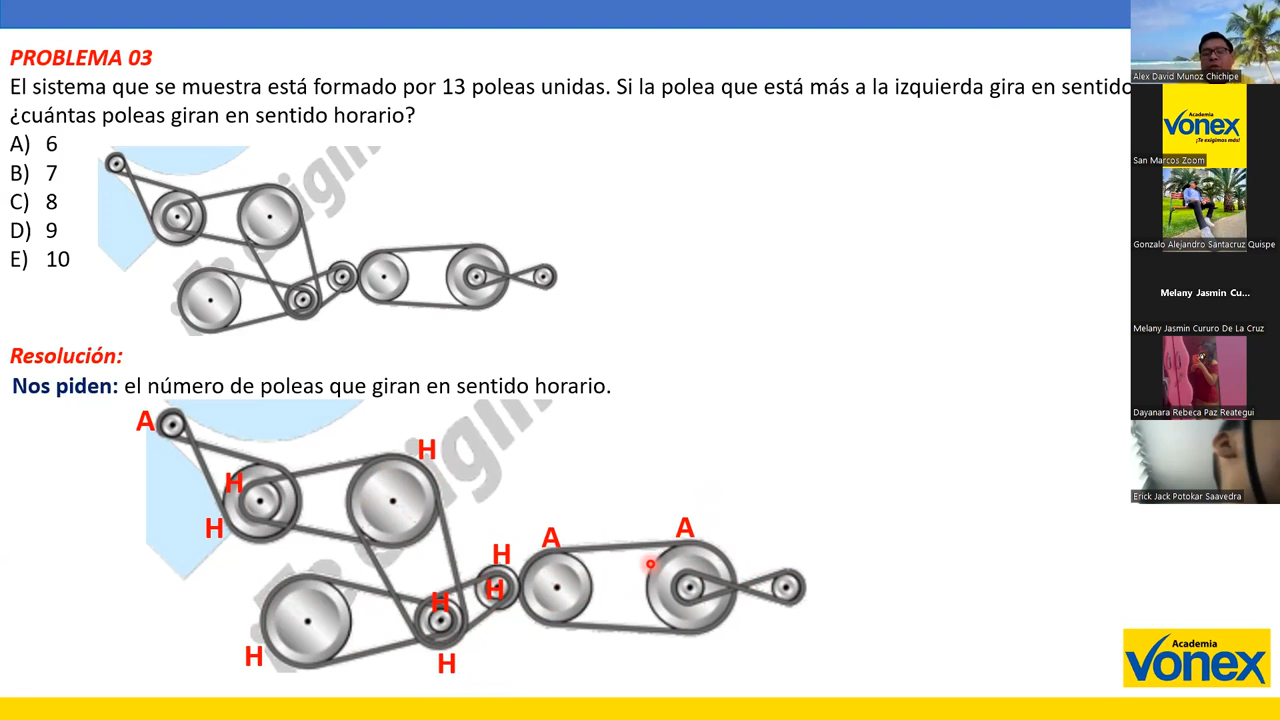 PROBLEMA 03
El sistema que se muestra está formado por 13 poleas unidas. Si la polea que está más a la izquierda gira en sentido
¿cuántas poleas giran en sentido horario?
A) 6
B) 7
C) 8
D) 9
E) 10
Resolución:
Nos piden: el número de poleas que giran en sentido horario.
A
H
H
H
H
H
H
H
H
A
A
Alex David Munoz Chichipe
Academia
vonex
¡Te exigimos más!
San Marcos Zoom
Gonzalo Alejandro Santacruz Quispe
Melany Jasmin Cu...
Melany Jasmin Cururo De La Cruz
Dayanara Rebeca Paz Reategui
Erick Jack Potokar Saavedra
Academia
vonex